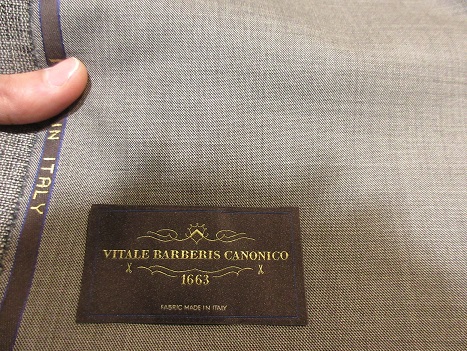 IN ITALY
VITALE BARBERIS CANONICO
1663
FABRIC MADE IN ITALY